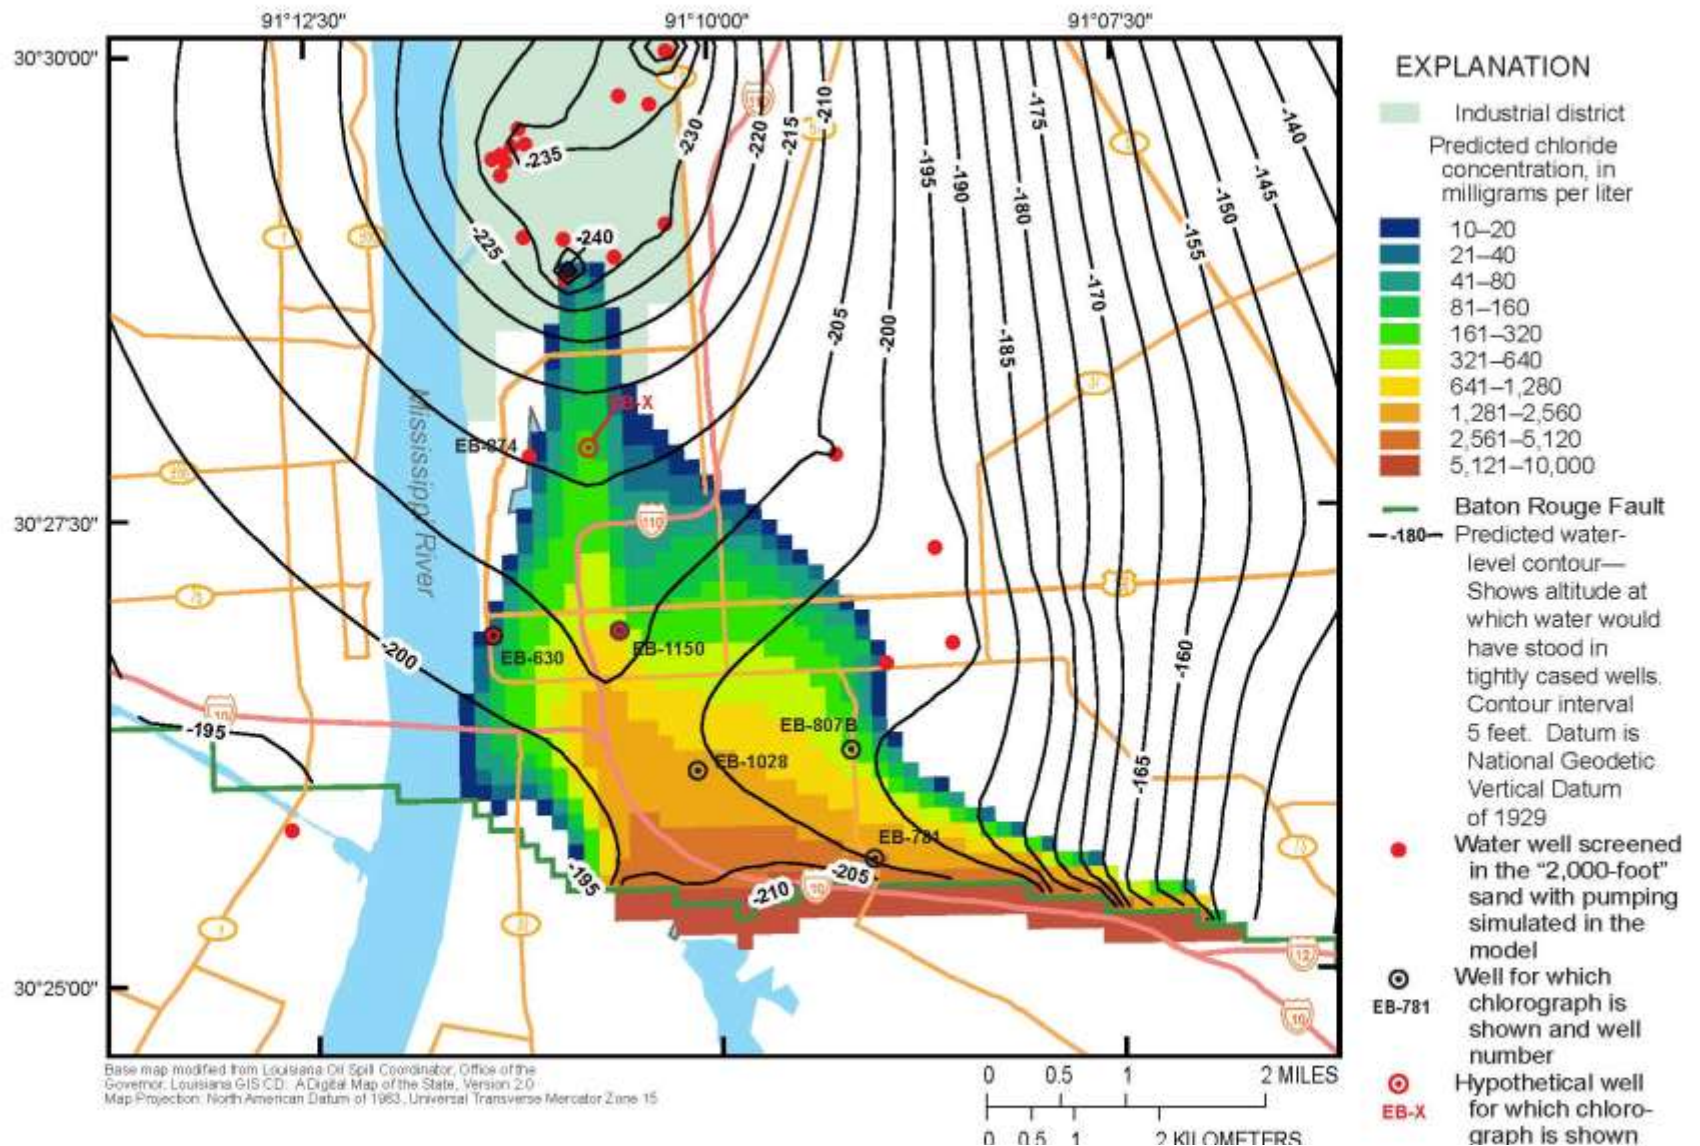 91°12'30"
91°10'00"
91°07'30"
30°30'00"
30°27'30"
30°25'00"
-235
-240
-225
-230
-220
-215
-210
-205
-200
-195
-190
-180
-175
-185
-170
-155
-150
-145
-140
-160
-165
-200
-195
-195
-210
-205
Mississippi River
EB-X
EB-874
EB-630
EB-1150
EB-807B
EB-1028
EB-781
110
110
10
10
12
10
1
1
EXPLANATION
Industrial district
Predicted chloride
concentration, in
milligrams per liter
10–20
21–40
41–80
81–160
161–320
321–640
641–1,280
1,281–2,560
2,561–5,120
5,121–10,000
Baton Rouge Fault
-180- Predicted water-
level contour—
Shows altitude at
which water would
have stood in
tightly cased wells.
Contour interval
5 feet. Datum is
National Geodetic
Vertical Datum
of 1929
Water well screened
in the “2,000-foot”
sand with pumping
simulated in the
model
Well for which
EB-781 chlorograph is
shown and well
number
Hypothetical well
EB-X for which chloro-
graph is shown
Base map modified from Louisiana Oil Spill Coordinator, Office of the
Governor, Louisiana GIS CD: A Digital Map of the State, Version 2.0
Map Projection: North American Datum of 1983, Universal Transverse Mercator Zone 15
0 0.5 1 2 MILES
0 0.5 1 2 KILOMETERS